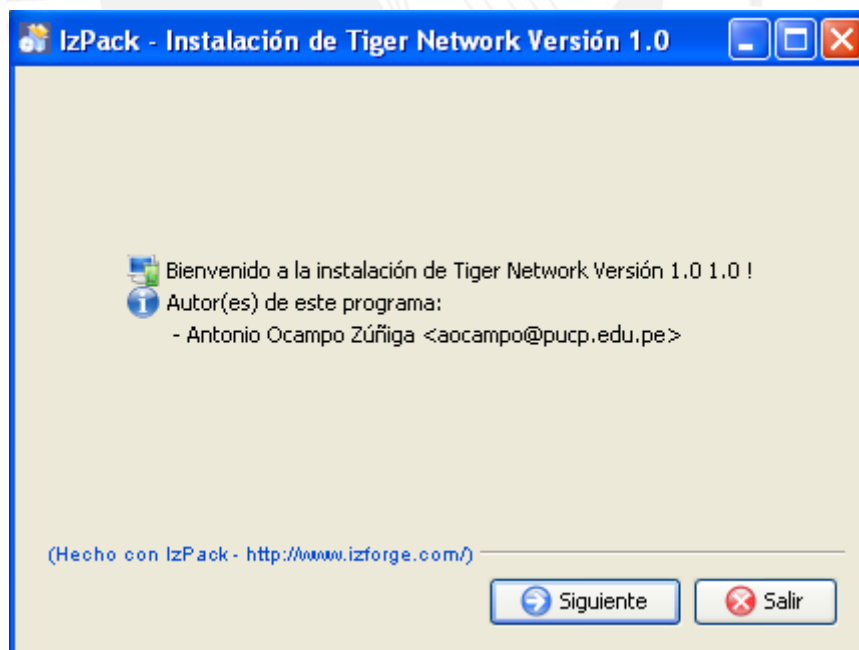 IzPack - Instalación de Tiger Network Versión 1.0
Bienvenido a la instalación de Tiger Network Versión 1.0 1.0 !
Autor(es) de este programa:
- Antonio Ocampo Zúñiga <aocampo@pucp.edu.pe>
(Hecho con IzPack - http://www.izforge.com/)
Siguiente Salir